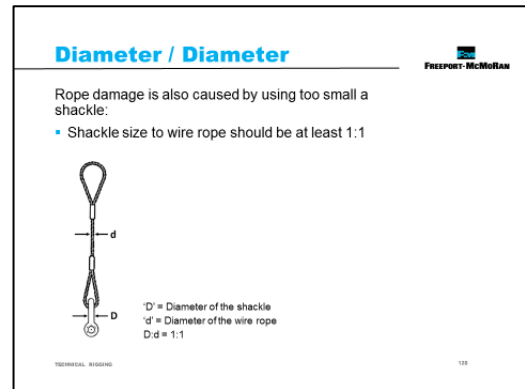 Diameter / Diameter
FCX
FREEPORT-MCMORAN
Rope damage is also caused by using too small a
shackle:
▪ Shackle size to wire rope should be at least 1:1
d
D
'D' = Diameter of the shackle
'd' = Diameter of the wire rope
D:d = 1:1
TECHNICAL RIGGING